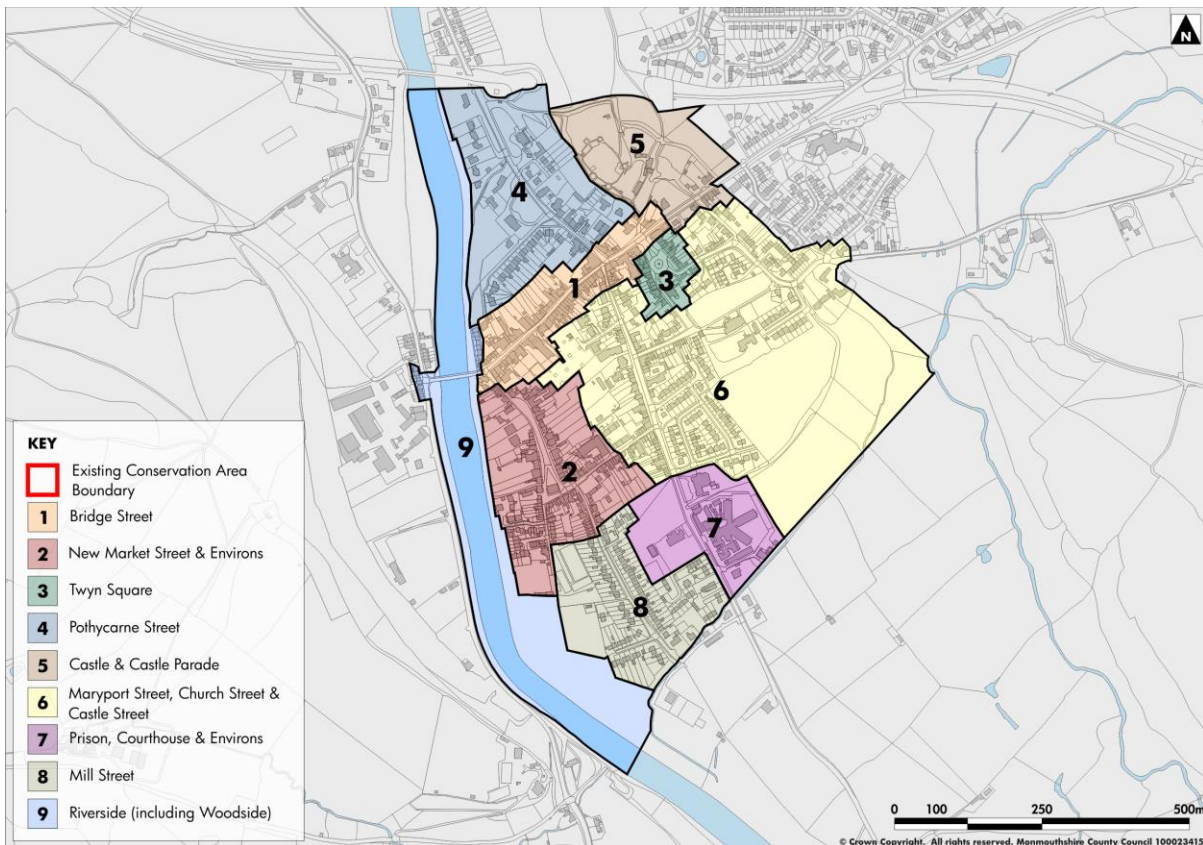 N
5
4
3
1
6
9
2
7
8
KEY
Existing Conservation Area
Boundary
1 Bridge Street
2 New Market Street & Environs
3 Twyn Square
4 Pothycarne Street
5 Castle & Castle Parade
6 Maryport Street, Church Street &
Castle Street
7 Prison, Courthouse & Environs
8 Mill Street
9 Riverside (including Woodside)
0 100 250 500m
© Crown Copyright. All rights reserved. Monmouthshire County Council 100023415